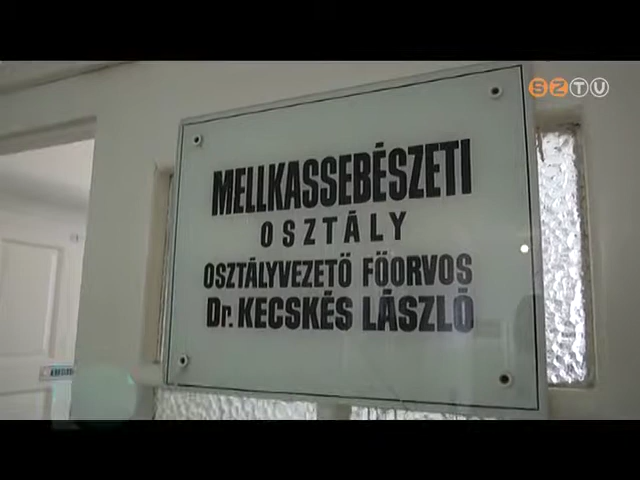 SZTV
MELLKASSEBÉSZETI
OSZTÁLY
OSZTÁLYVEZETŐ FŐORVOS
Dr. KECSKÉS LÁSZLÓ